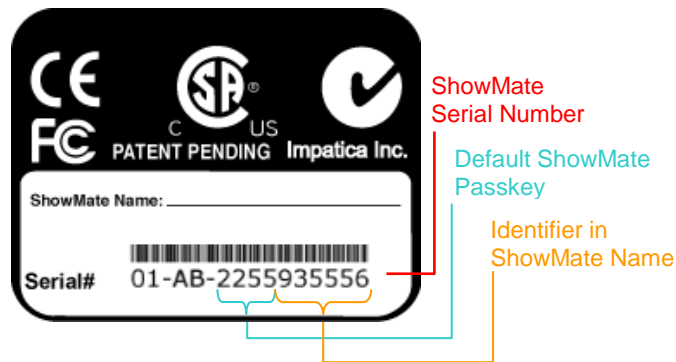 CE
SA
®
C US
FC
PATENT PENDING Impatica Inc.
ShowMate Name:
Serial# 01-AB-2255935556
ShowMate
Serial Number
Default ShowMate
Passkey
Identifier in
ShowMate Name